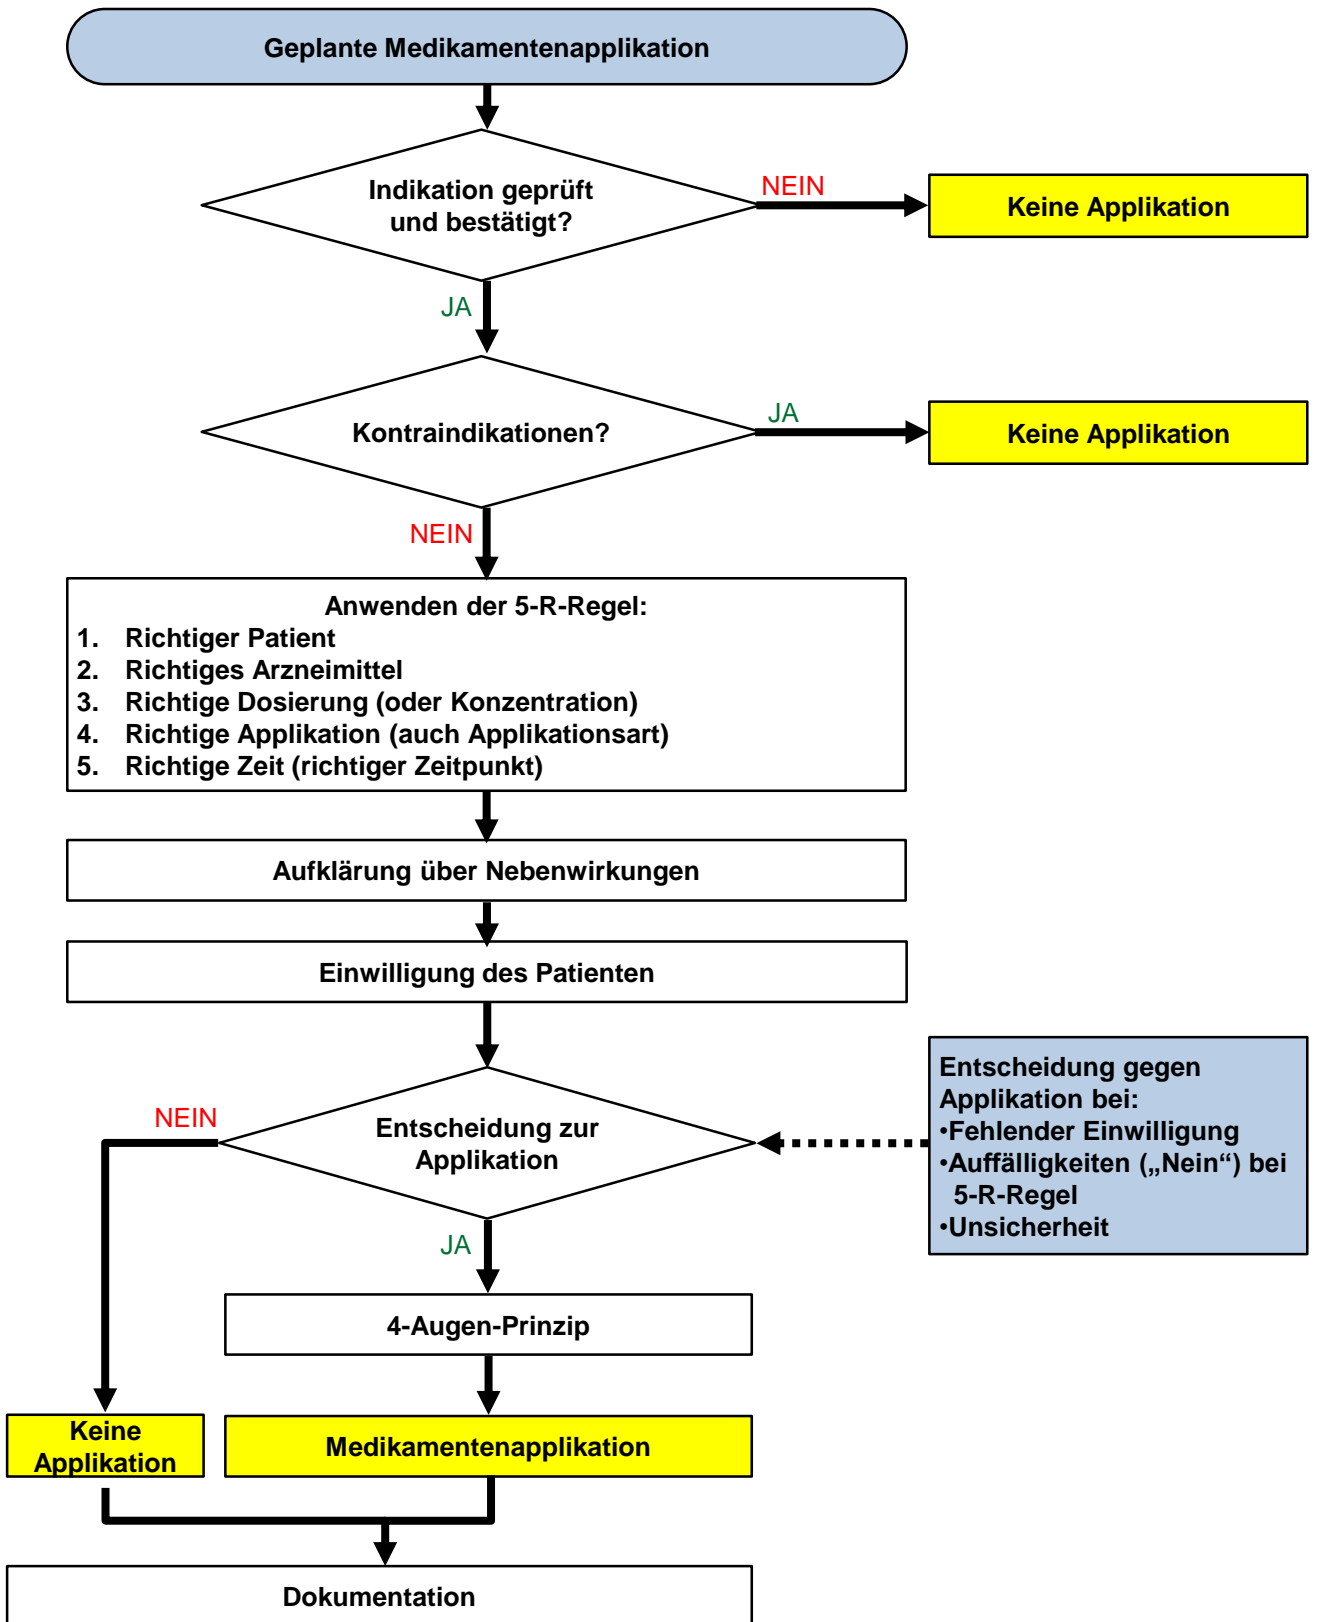 Geplante Medikamentenapplikation
Indikation geprüft
und bestätigt?
NEIN
Keine Applikation
JA
Kontraindikationen?
JA
Keine Applikation
NEIN
Anwenden der 5-R-Regel:
1. Richtiger Patient
2. Richtiges Arzneimittel
3. Richtige Dosierung (oder Konzentration)
4. Richtige Applikation (auch Applikationsart)
5. Richtige Zeit (richtiger Zeitpunkt)
Aufklärung über Nebenwirkungen
Einwilligung des Patienten
Entscheidung gegen
Applikation bei:
•Fehlender Einwilligung
•Auffälligkeiten („Nein“) bei
5-R-Regel
•Unsicherheit
NEIN
Entscheidung zur
Applikation
JA
4-Augen-Prinzip
Keine
Applikation
Medikamentenapplikation
Dokumentation